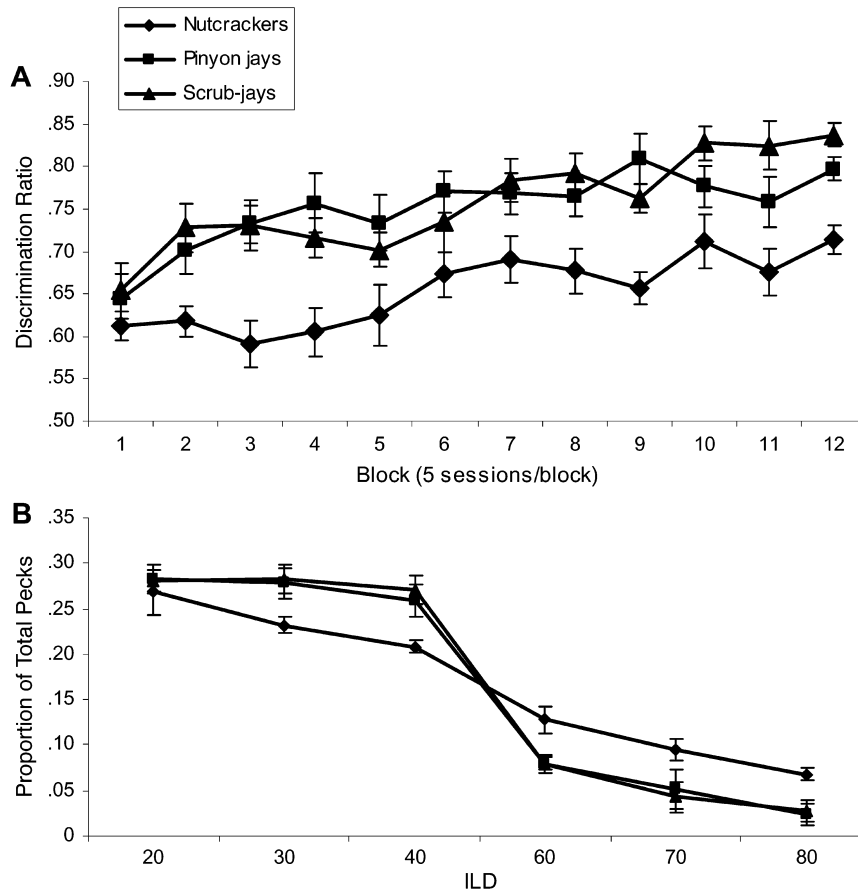 Nutcrackers
Pinyon jays
Scrub-jays
A
.90
.85
.80
.75
.70
.65
.60
.55
.50
Discrimination Ratio
1 2 3 4 5 6 7 8 9 10 11 12
Block (5 sessions/block)
B
.35
.30
.25
.20
.15
.10
.05
0
Proportion of Total Pecks
20 30 40 60 70 80
ILD